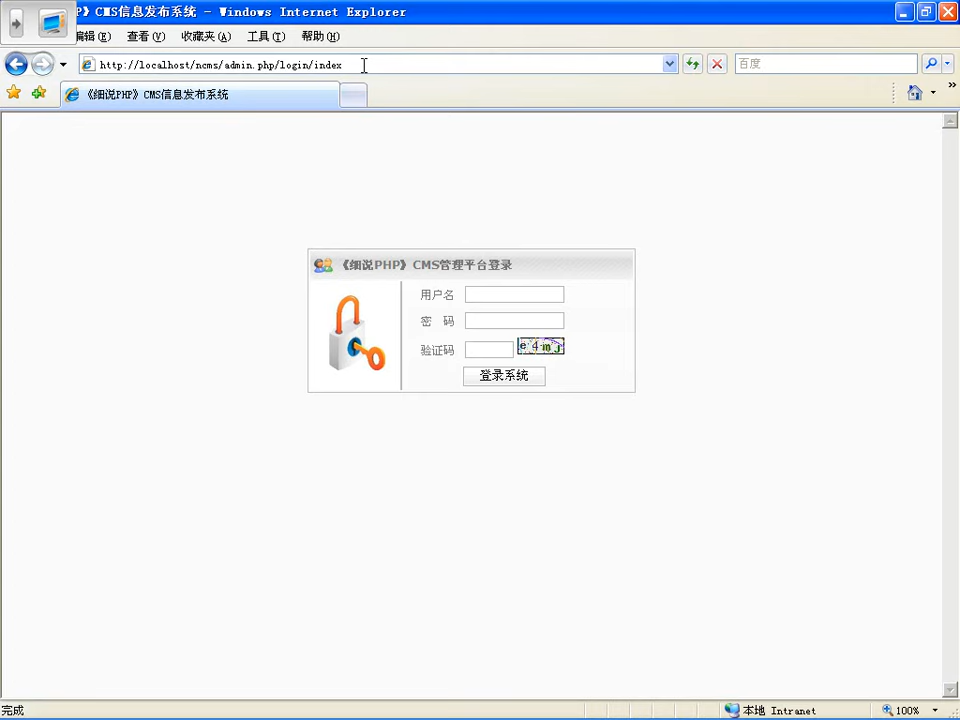 P》CMS信息发布系统 - Windows Internet Explorer
编辑(E) 查看(V) 收藏夹(A) 工具(T) 帮助(H)
http://localhost/ncms/admin.php/login/index
百度
《细说PHP》CMS信息发布系统
《细说PHP》CMS管理平台登录
用户名
密 码
验证码 e4mj
登录系统
完成 本地 Intranet 100%